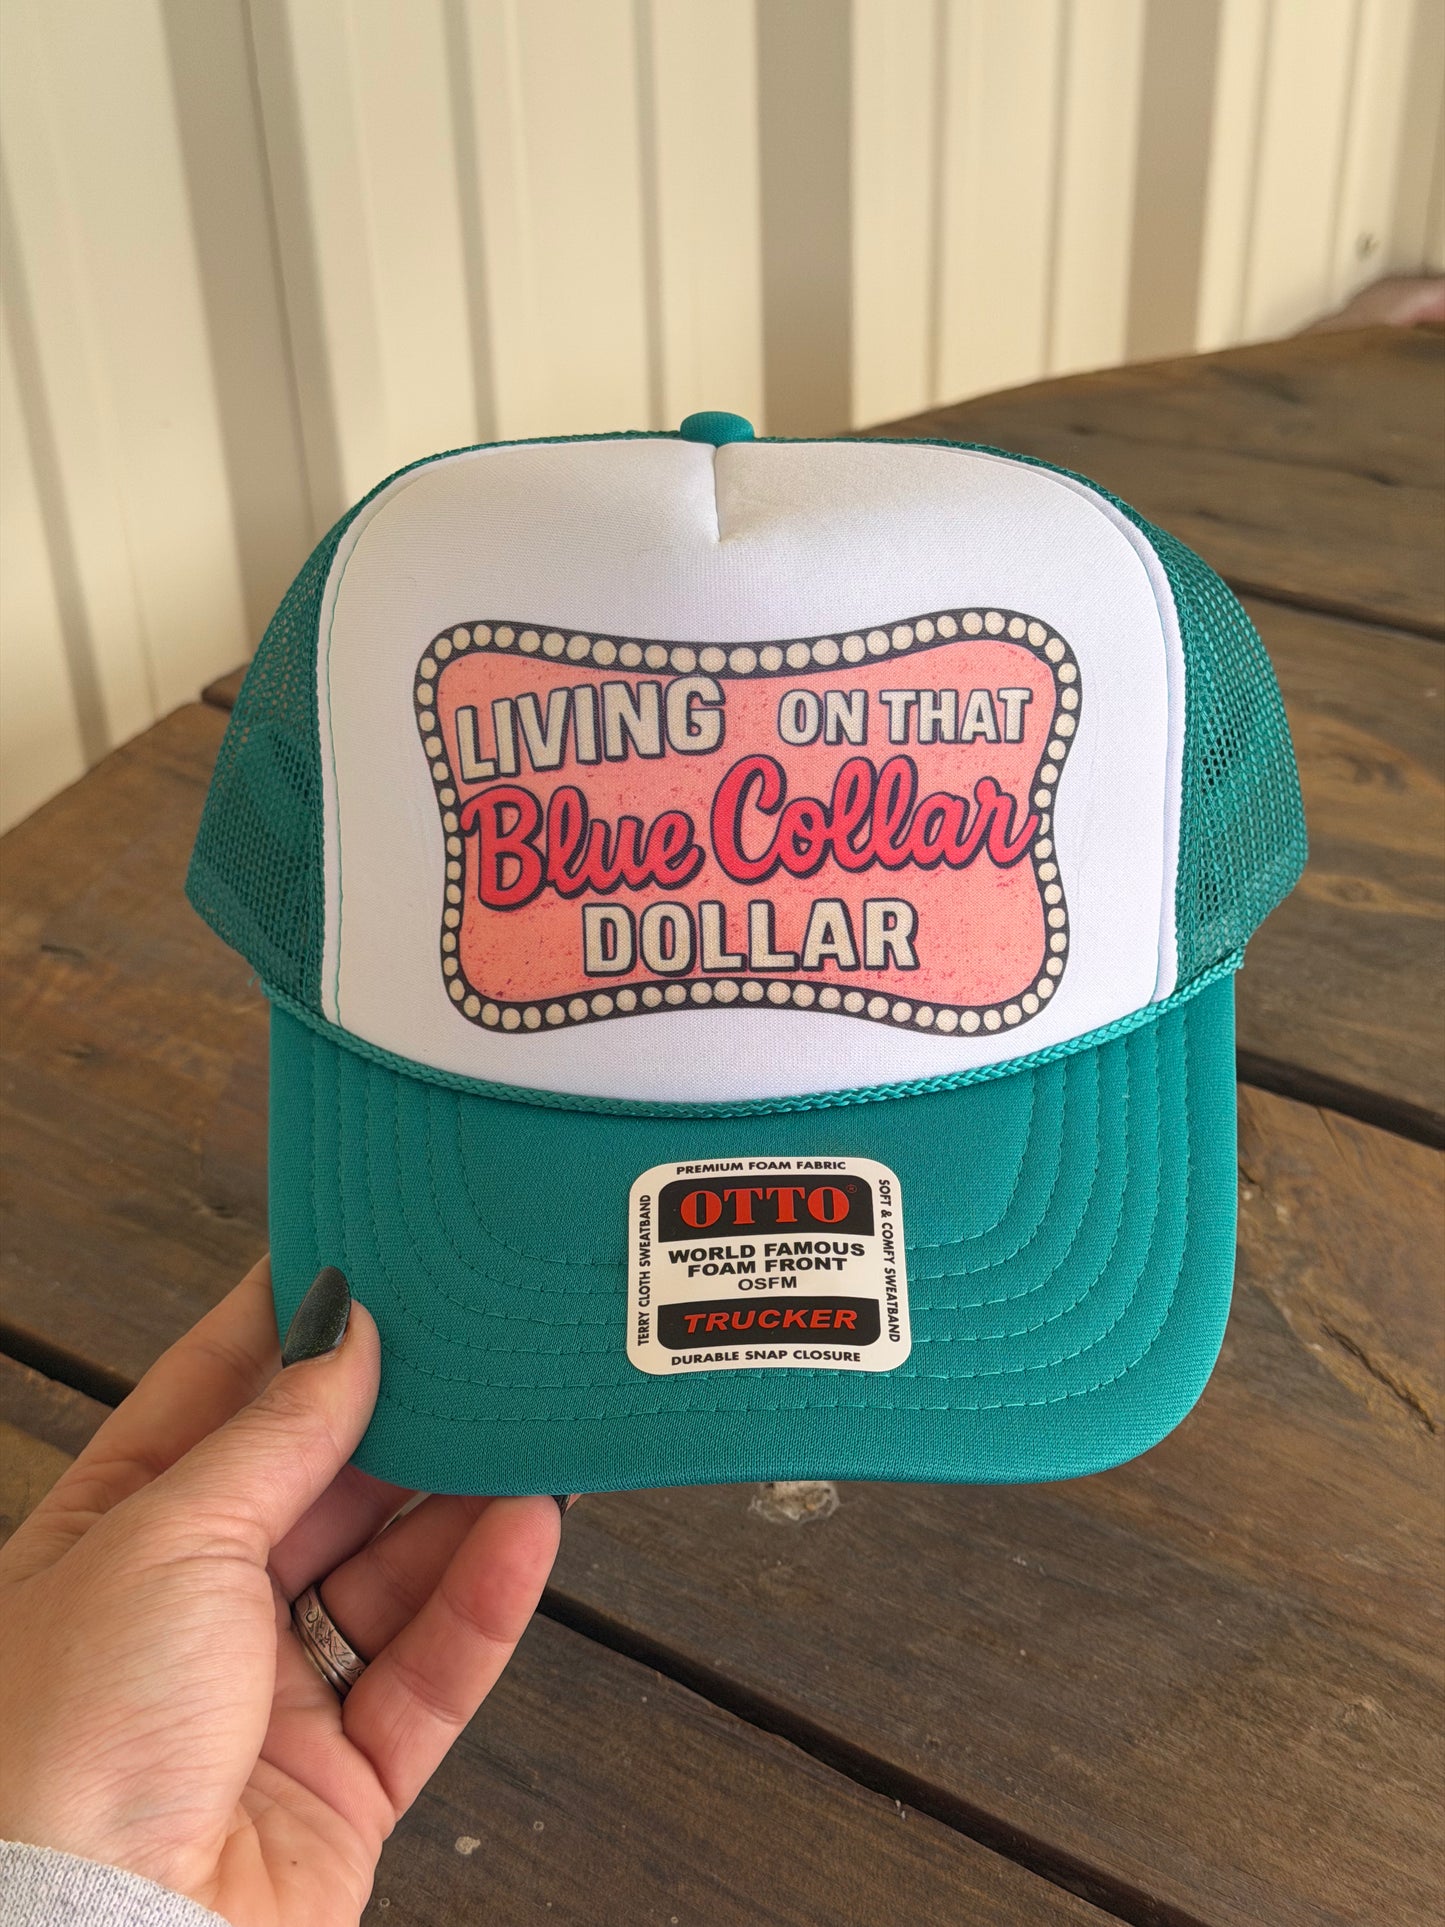 LIVING ON THAT
Blue Collar
DOLLAR
PREMIUM FOAM FABRIC
OTTO®
WORLD FAMOUS
FOAM FRONT
OSFM
TRUCKER
DURABLE SNAP CLOSURE
TERRY CLOTH SWEATBAND
SOFT & COMFY SWEATBAND